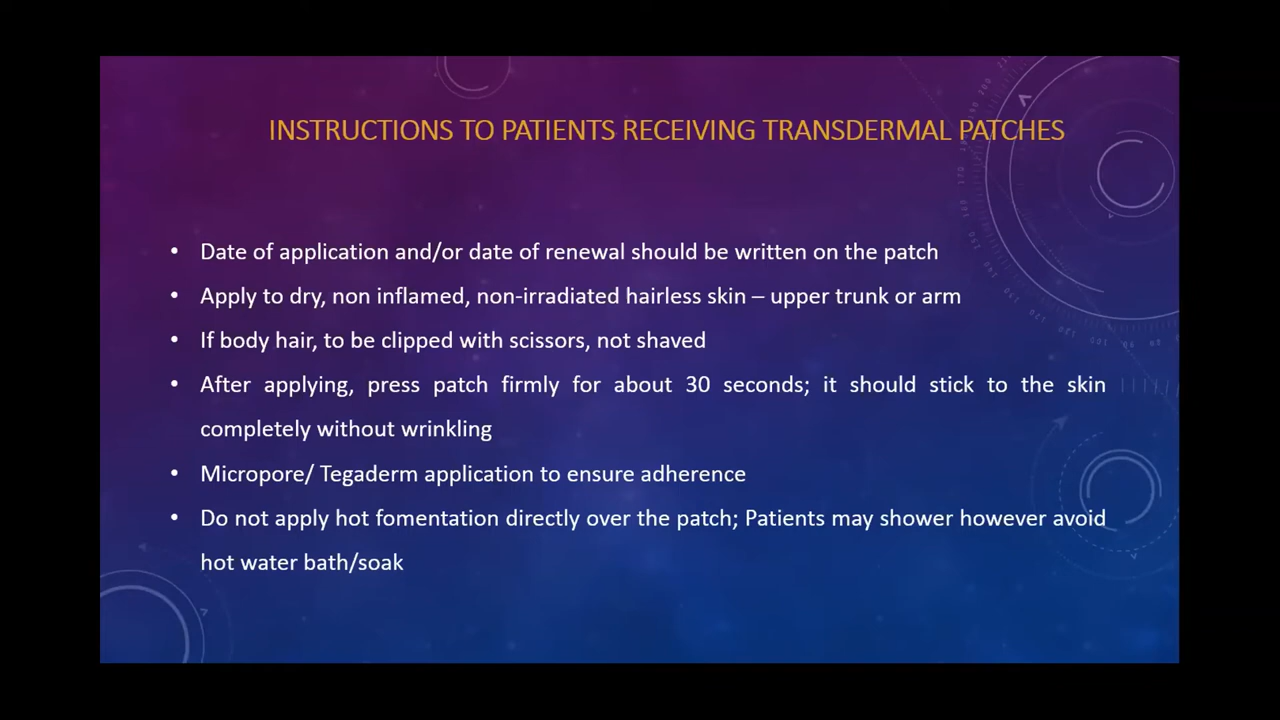 INSTRUCTIONS TO PATIENTS RECEIVING TRANSDERMAL PATCHES
• Date of application and/or date of renewal should be written on the patch
• Apply to dry, non inflamed, non-irradiated hairless skin – upper trunk or arm
• If body hair, to be clipped with scissors, not shaved
• After applying, press patch firmly for about 30 seconds; it should stick to the skin
completely without wrinkling
• Micropore/ Tegaderm application to ensure adherence
• Do not apply hot fomentation directly over the patch; Patients may shower however avoid
hot water bath/soak